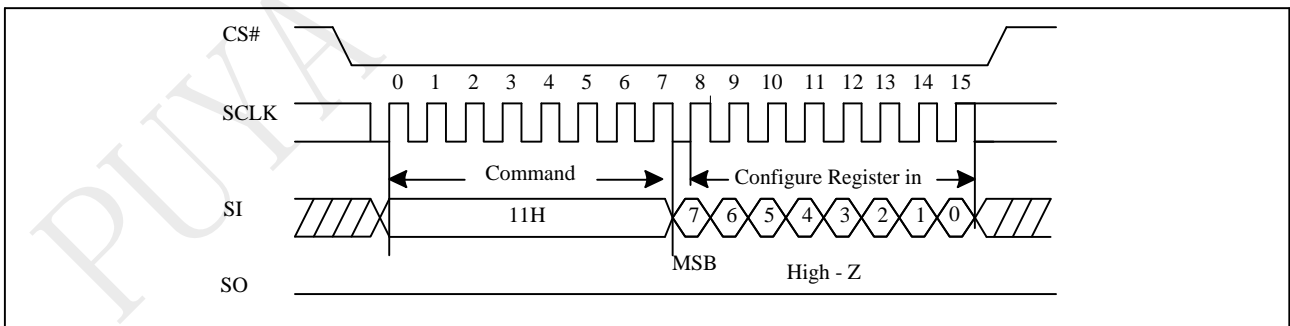 PUYA
CS#
0 1 2 3 4 5 6 7 8 9 10 11 12 13 14 15
SCLK
Command
Configure Register in
SI
11H
7 6 5 4 3 2 1 0
MSB
High - Z
SO